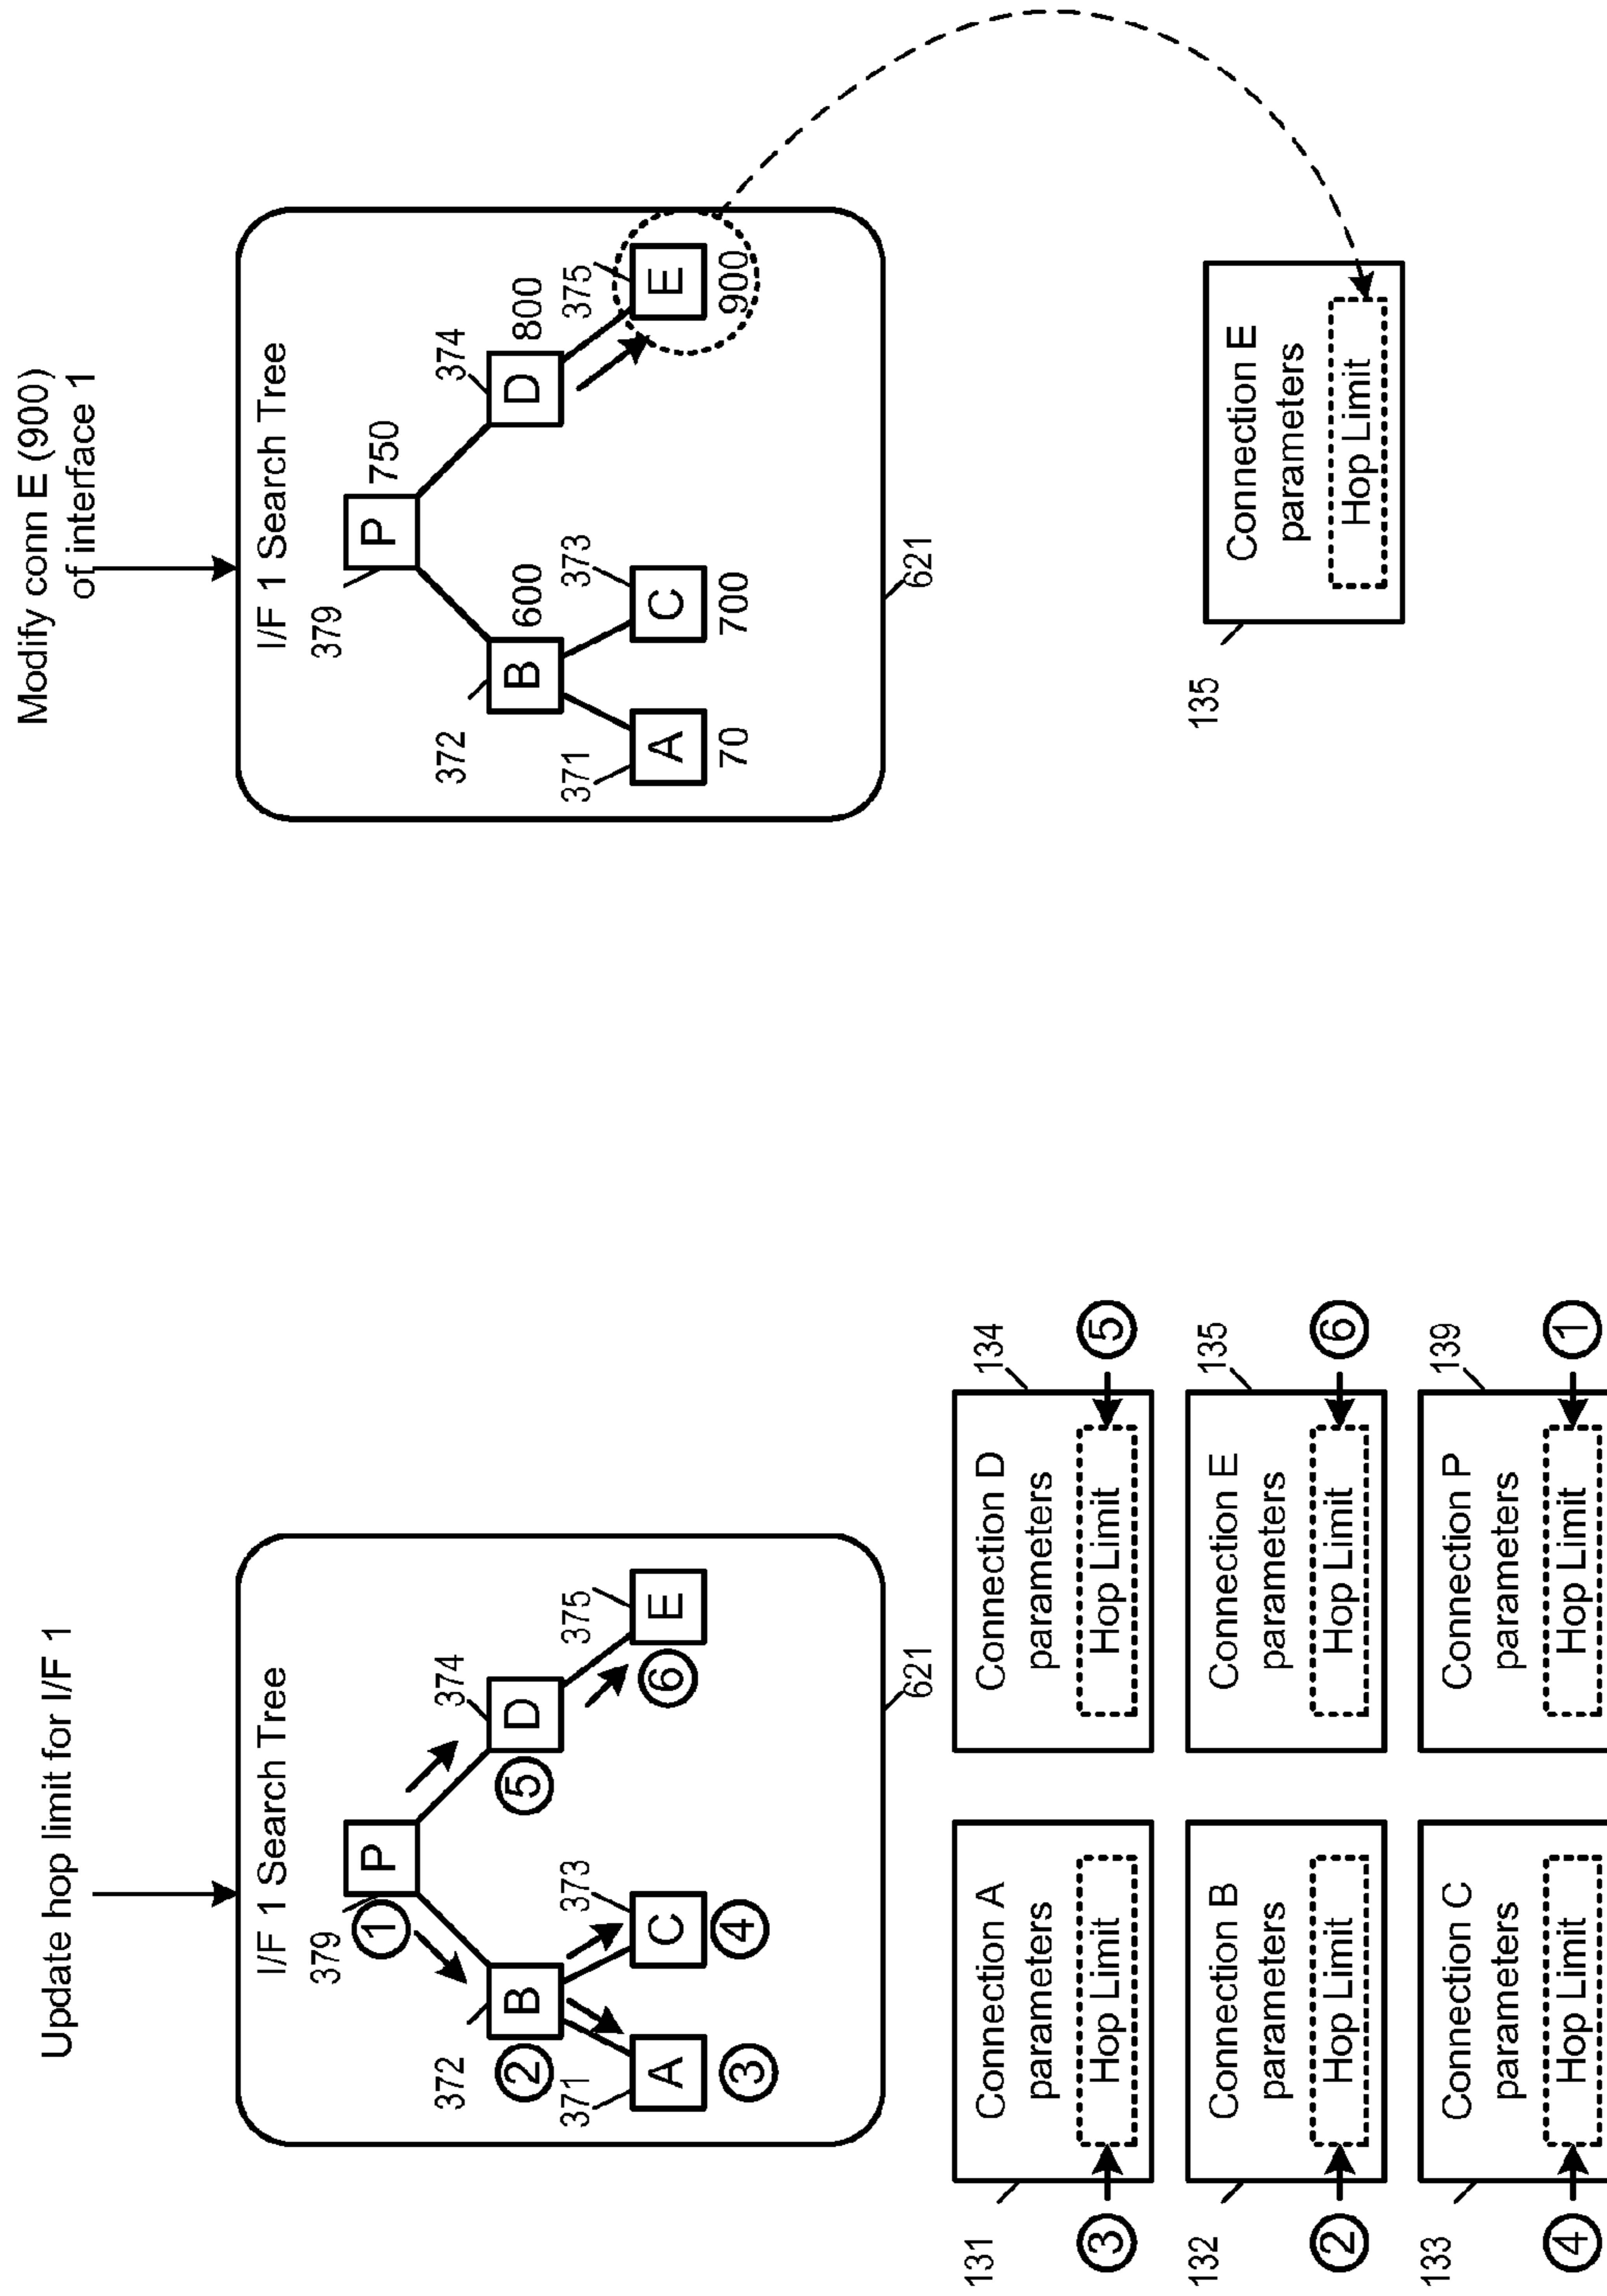 Update hop limit for I/F 1
I/F 1 Search Tree
379
P
1
372
374
B
D
2
5
371
373
375
A
C
E
3
4
6
621
131
Connection A
parameters
Hop Limit
3
134
Connection D
parameters
Hop Limit
5
132
Connection B
parameters
Hop Limit
2
135
Connection E
parameters
Hop Limit
6
133
Connection C
parameters
Hop Limit
4
139
Connection P
parameters
Hop Limit
1
Modify conn E (900)
of interface 1
I/F 1 Search Tree
379
P
750
372
B
600
374
D
800
371
A
70
373
C
700
375
E
900
621
135
Connection E
parameters
Hop Limit